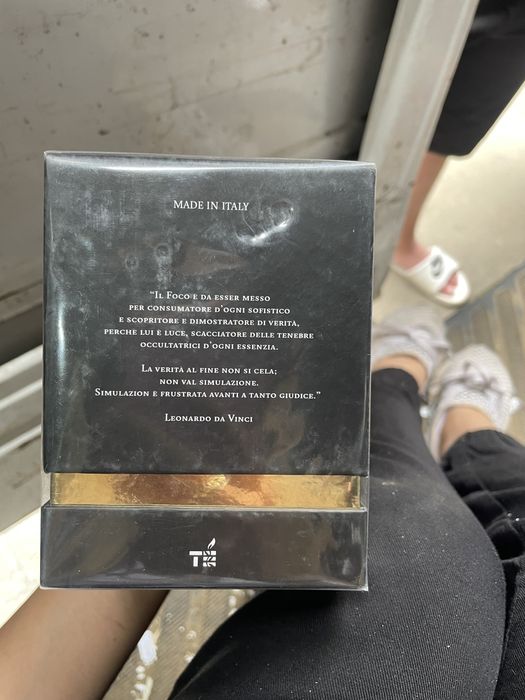 MADE IN ITALY
“IL FOCO E DA ESSER MESSO
PER CONSUMATORE D'OGNI SOFISTICO
E SCOPRITORE E DIMOSTRATORE DI VERITA,
PERCHE LUI E LUCE, SCACCIATORE DELLE TENEBRE
OCCULTATRICI D'OGNI ESSENZIA.
LA VERITÀ AL FINE NON SI CELA;
NON VAL SIMULAZIONE.
SIMULAZION È FRUSTRATA AVANTI A TANTO GIUDICE.”
LEONARDO DA VINCI